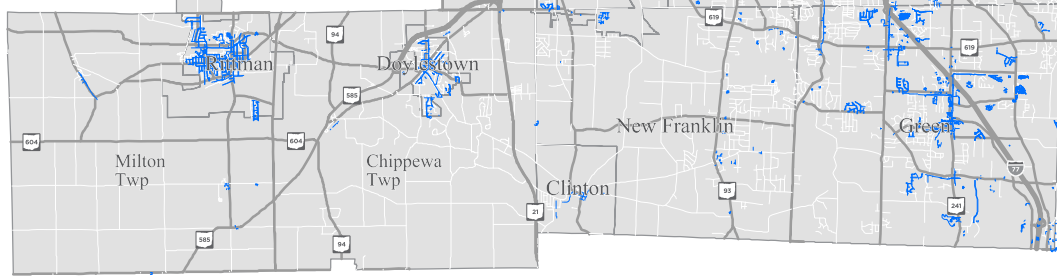 619
94
619
Rittman
Doylestown
585
New Franklin
Green
604
604
Milton
Twp
Chippewa
Twp
77
Clinton
93
21
241
585
94